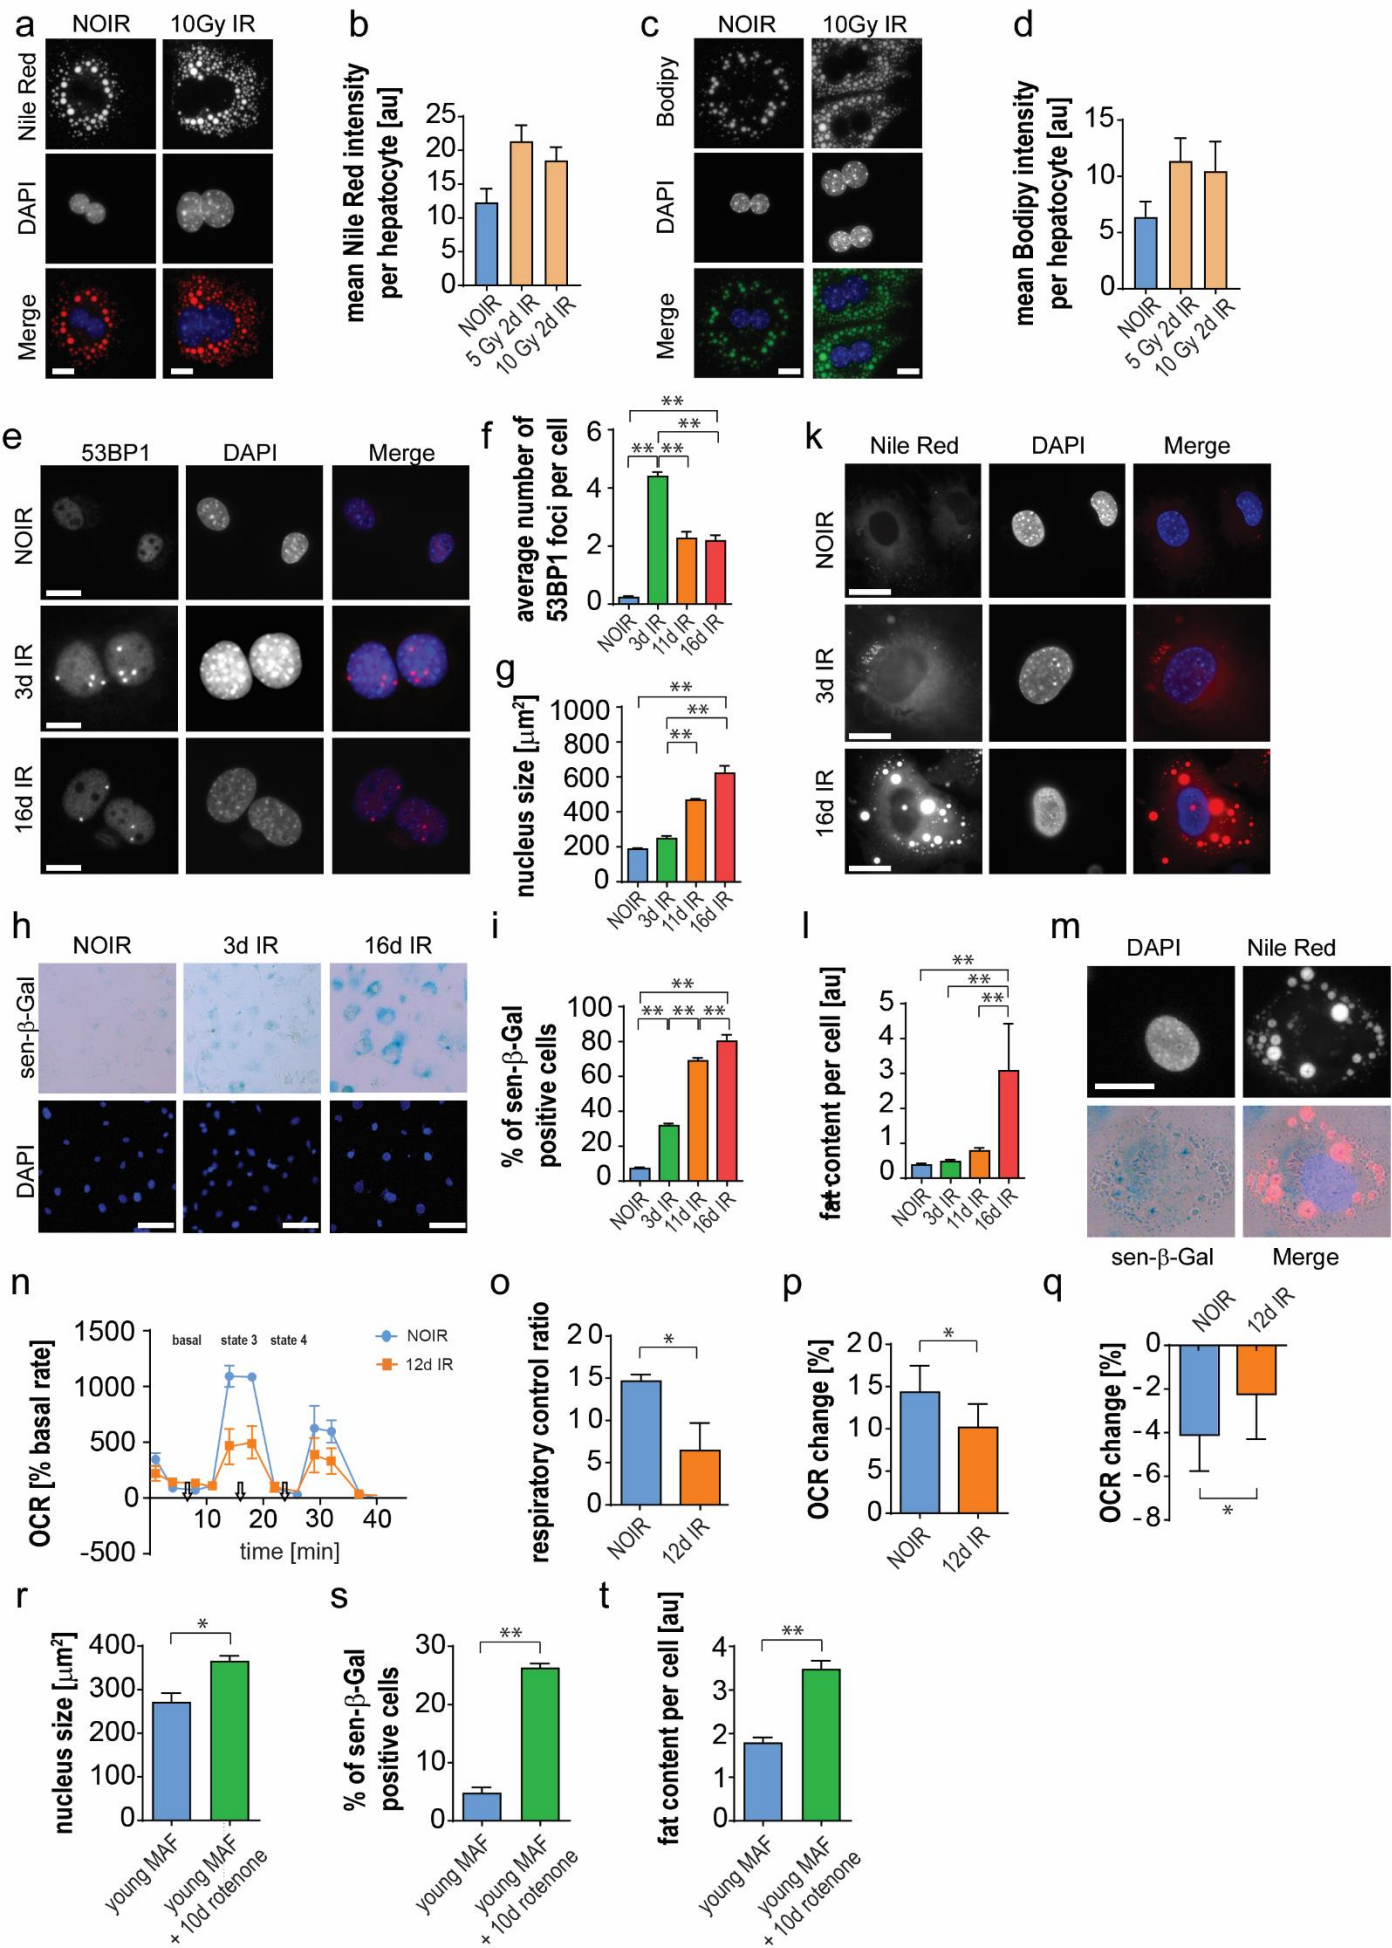 a
NOIR
10Gy IR
Nile Red
DAPI
Merge
b
mean Nile Red intensity
per hepatocyte [au]
25
20
15
10
5
0
NOIR
5 Gy 2d IR
10 Gy 2d IR
c
NOIR
10Gy IR
Bodipy
DAPI
Merge
d
mean Bodipy intensity
per hepatocyte [au]
15
10
5
0
NOIR
5 Gy 2d IR
10 Gy 2d IR
e
53BP1
DAPI
Merge
NOIR
3d IR
16d IR
f
average number of
53BP1 foci per cell
6
4
2
0
**
**
** **
NOIR
3d IR
11d IR
16d IR
g
nucleus size [μm²]
1000
800
600
400
200
0
**
**
**
NOIR
3d IR
11d IR
16d IR
k
Nile Red
DAPI
Merge
NOIR
3d IR
16d IR
h
NOIR
3d IR
16d IR
sen-β-Gal
DAPI
i
% of sen-β-Gal
positive cells
100
80
60
40
20
0
**
** ** **
NOIR
3d IR
11d IR
16d IR
l
fat content per cell [au]
5
4
3
2
1
0
**
**
**
NOIR
3d IR
11d IR
16d IR
m
DAPI
Nile Red
sen-β-Gal
Merge
n
OCR [% basal rate]
1500
1000
500
0
-500
basal
state 3
state 4
NOIR
12d IR
10
20
30
40
time [min]
o
respiratory control ratio
20
15
10
5
0
*
NOIR
12d IR
p
OCR change [%]
20
15
10
5
0
*
NOIR
12d IR
q
NOIR
12d IR
OCR change [%]
0
-2
-4
-6
-8
*
r
nucleus size [μm²]
400
300
200
100
0
*
young MAF
young MAF
+ 10d rotenone
s
% of sen-β-Gal
positive cells
30
20
10
0
**
young MAF
young MAF
+ 10d rotenone
t
fat content per cell [au]
4
3
2
1
0
**
young MAF
young MAF
+ 10d rotenone